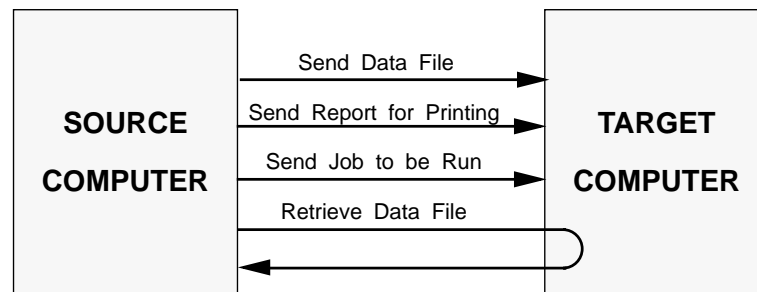 Send Data File
Send Report for Printing
SOURCE
COMPUTER
TARGET
COMPUTER
Send Job to be Run
Retrieve Data File